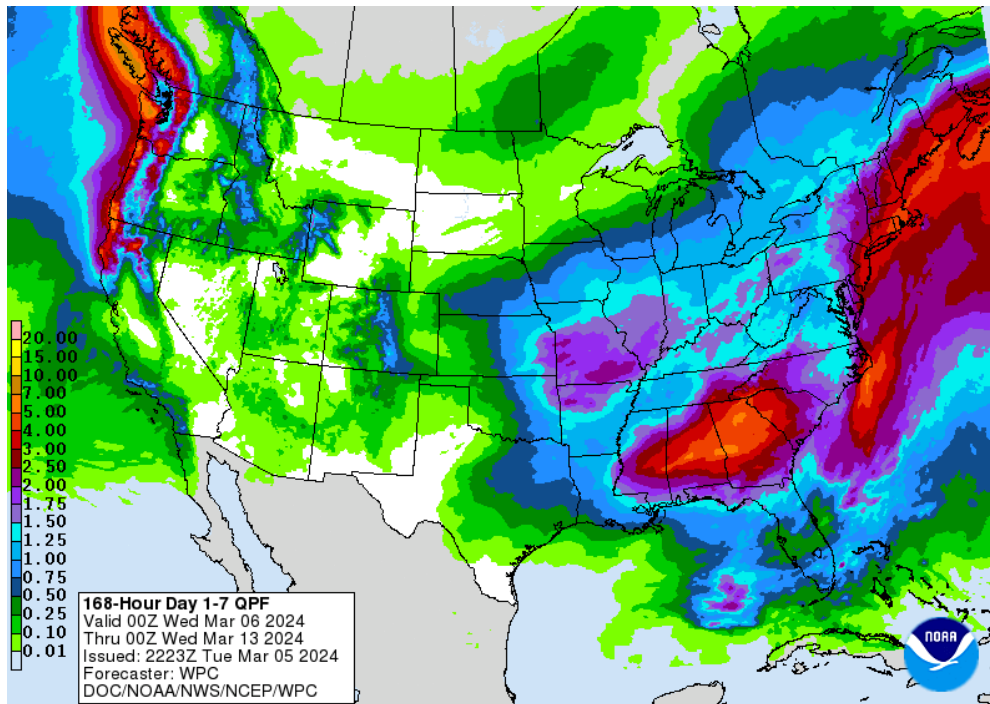 20.00
15.00
10.00
7.00
5.00
4.00
3.00
2.50
2.00
1.75
1.50
1.25
1.00
0.75
0.50
0.25
0.10
0.01
168-Hour Day 1-7 QPF
Valid 00Z Wed Mar 06 2024
Thru 00Z Wed Mar 13 2024
Issued: 2223Z Tue Mar 05 2024
Forecaster: WPC
DOC/NOAA/NWS/NCEP/WPC
NOAA